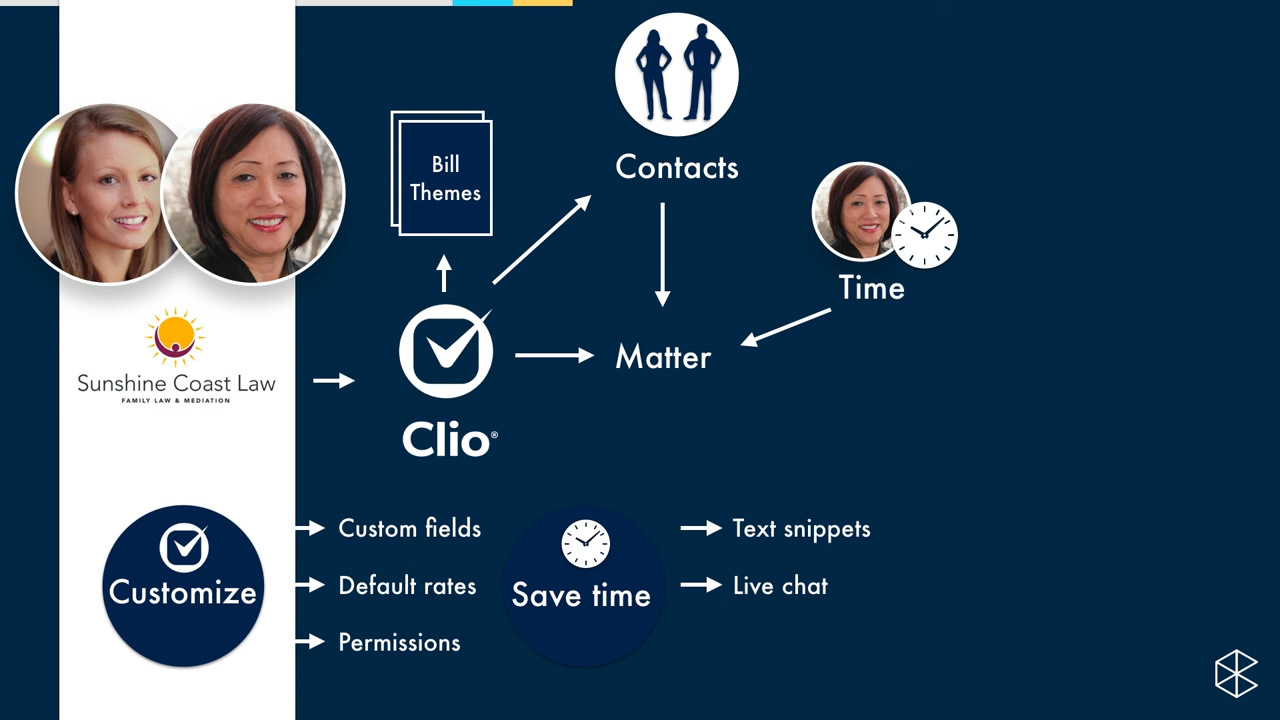 Contacts
Bill
Themes
Time
Matter
Sunshine Coast Law
FAMILY LAW & MEDIATION
Clio®
Customize
Custom fields
Default rates
Permissions
Save time
Text snippets
Live chat